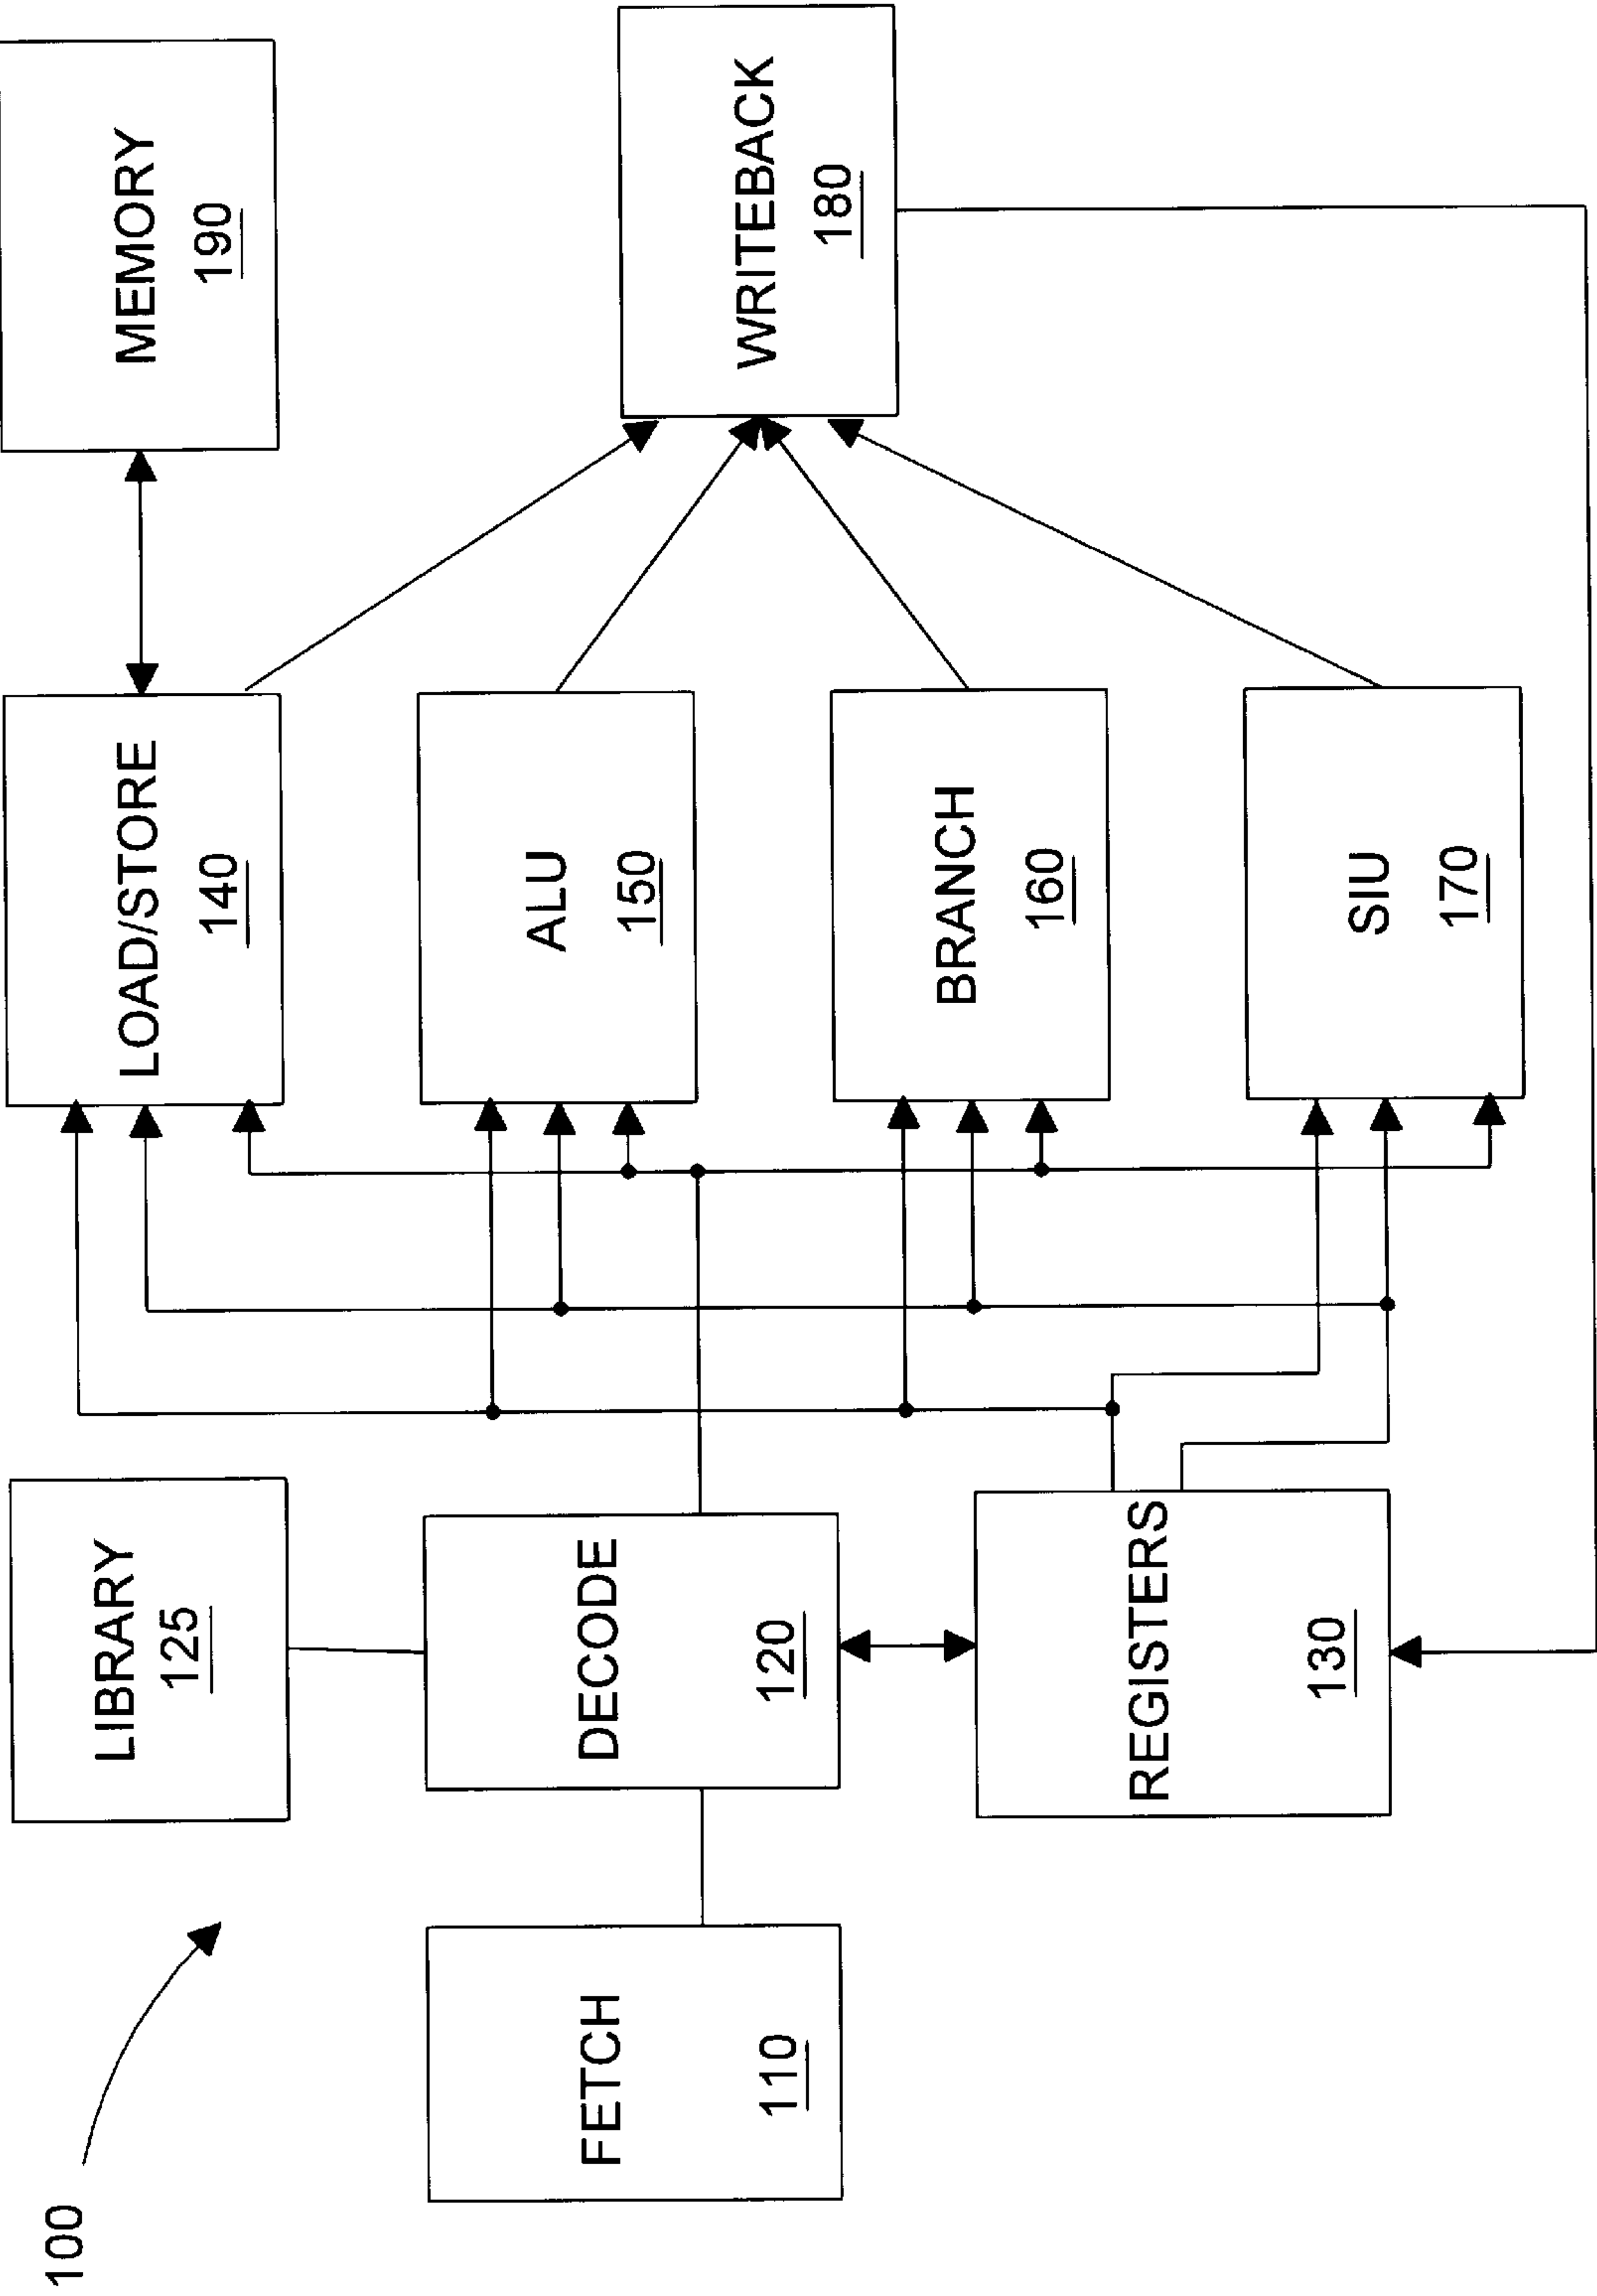 100
FETCH
110
LIBRARY
125
DECODE
120
REGISTERS
130
LOAD/STORE
140
ALU
150
BRANCH
160
SIU
170
MEMORY
190
WRITEBACK
180